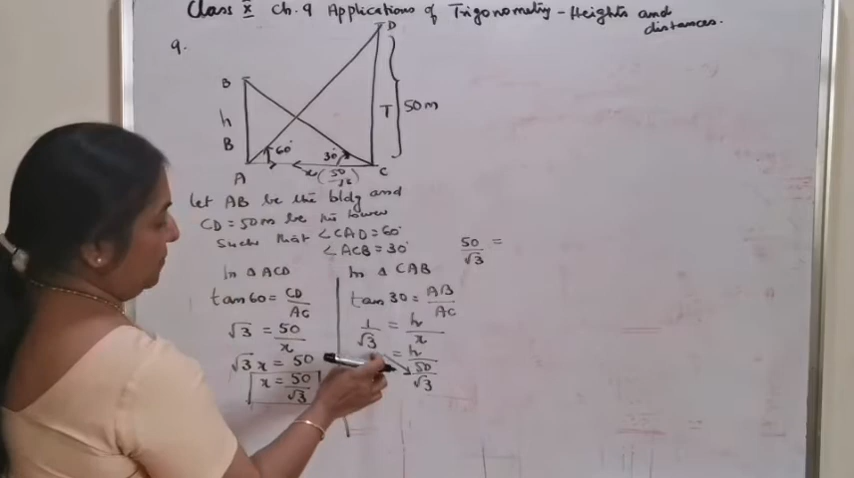 Class X Ch. 9 Applications of Trigonometry - Heights and distances.
9.
D
B
h
B
T
50m
60°
30°
A
x(50/√3)
C
Let AB be the bldg and
CD = 50m be the tower
Such that ∠CAD = 60°
∠ACB = 30°
50/√3 =
In Δ ACD
tan 60 = CD/AC
√3 = 50/x
√3 x = 50
x = 50/√3
In Δ CAB
tan 30 = AB/AC
1/√3 = h/x
= h/(50/√3)